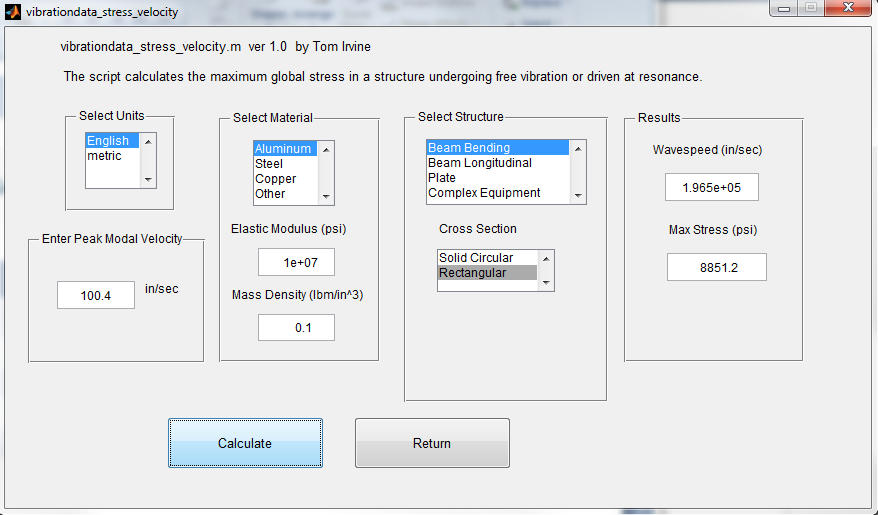 vibrationdata_stress_velocity
vibrationdata_stress_velocity.m ver 1.0 by Tom Irvine
The script calculates the maximum global stress in a structure undergoing free vibration or driven at resonance.
Select Units
English
metric
Enter Peak Modal Velocity
100.4
in/sec
Select Material
Aluminum
Steel
Copper
Other
Elastic Modulus (psi)
1e+07
Mass Density (lbm/in^3)
0.1
Select Structure
Beam Bending
Beam Longitudinal
Plate
Complex Equipment
Cross Section
Solid Circular
Rectangular
Results
Wavespeed (in/sec)
1.965e+05
Max Stress (psi)
8851.2
Calculate
Return